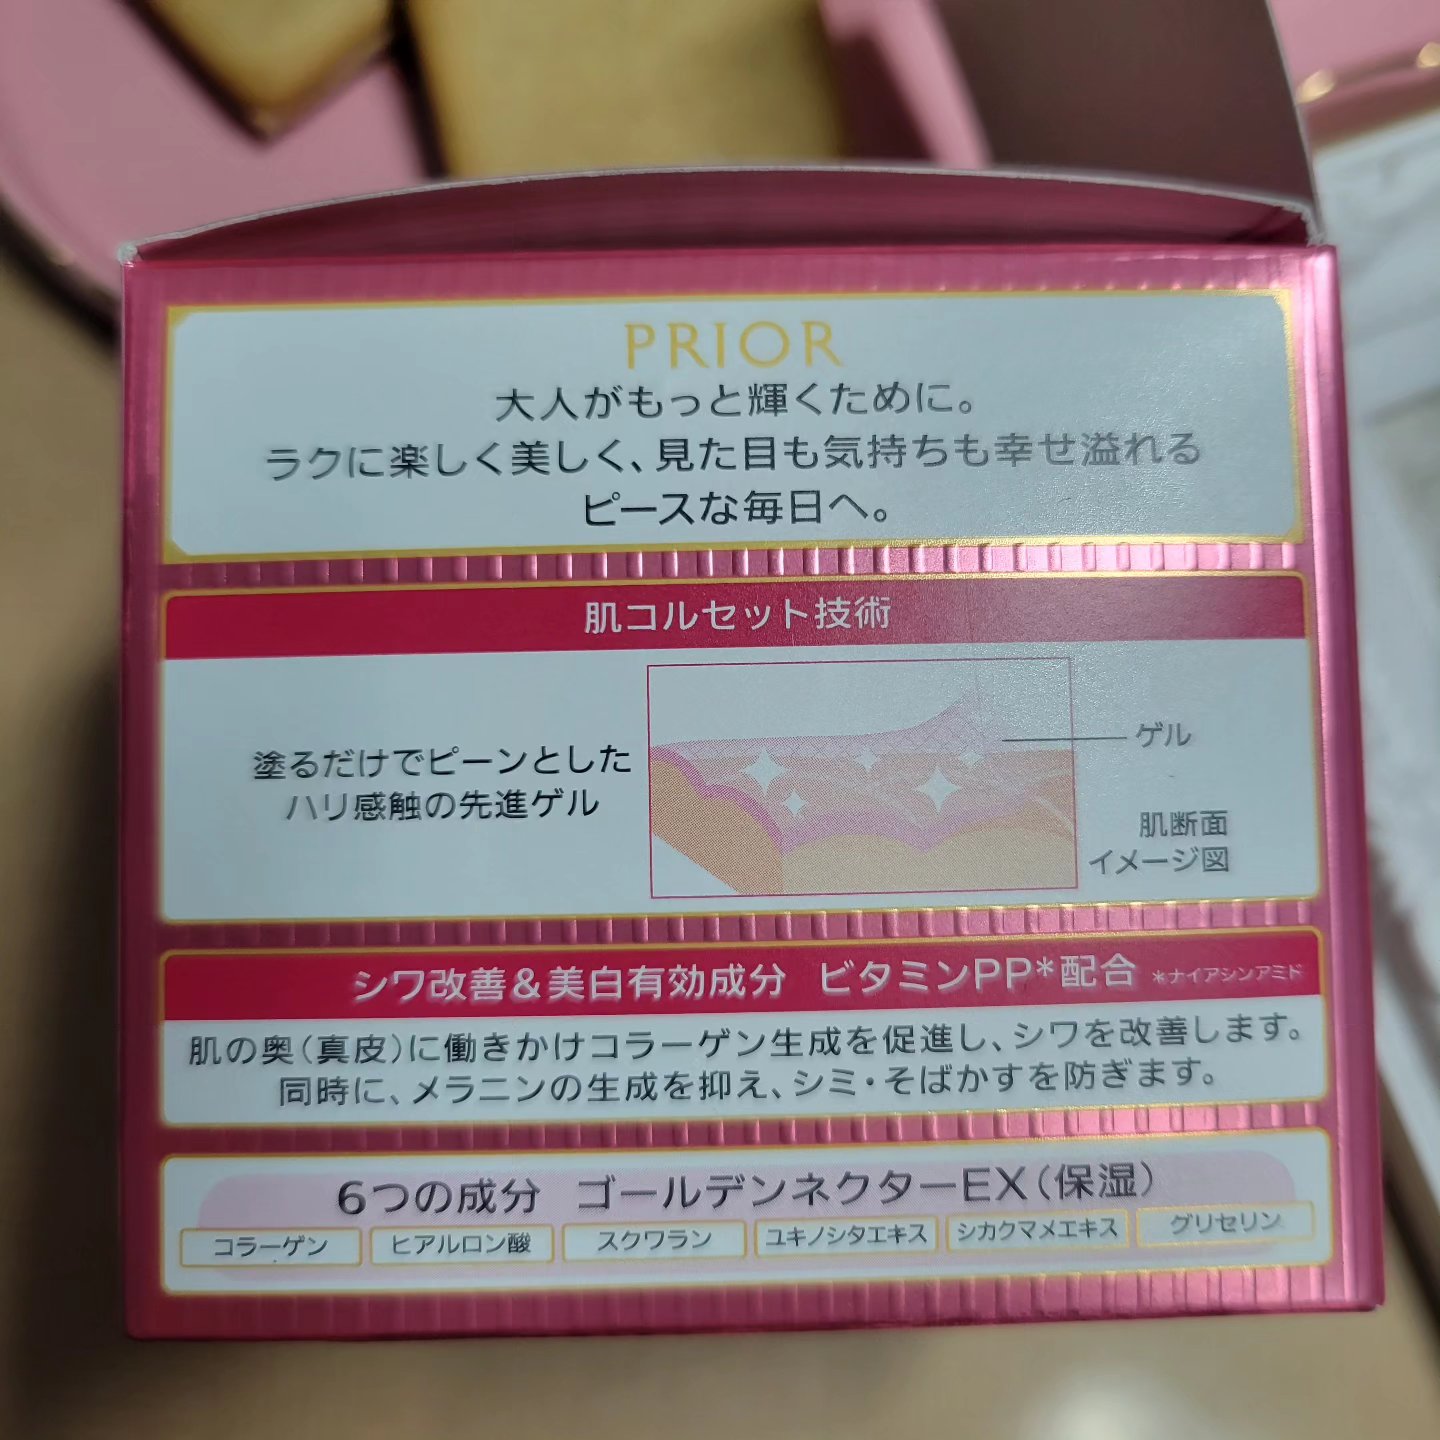 PRIOR
大人がもっと輝くために。
ラクに楽しく美しく、見た目も気持ちも幸せ溢れる
ピースな毎日へ。
肌コルセット技術
塗るだけでピーンとした
ハリ感触の先進ゲル
ゲル
肌断面
イメージ図
シワ改善&美白有効成分 ビタミンPP*配合 *ナイアシンアミド
肌の奥(真皮)に働きかけコラーゲン生成を促進し、シワを改善します。
同時に、メラニンの生成を抑え、シミ・そばかすを防ぎます。
6つの成分 ゴールデンネクターEX(保湿)
コラーゲン ヒアルロン酸 スクワラン ユキノシタエキス シカクマメエキス グリセリン